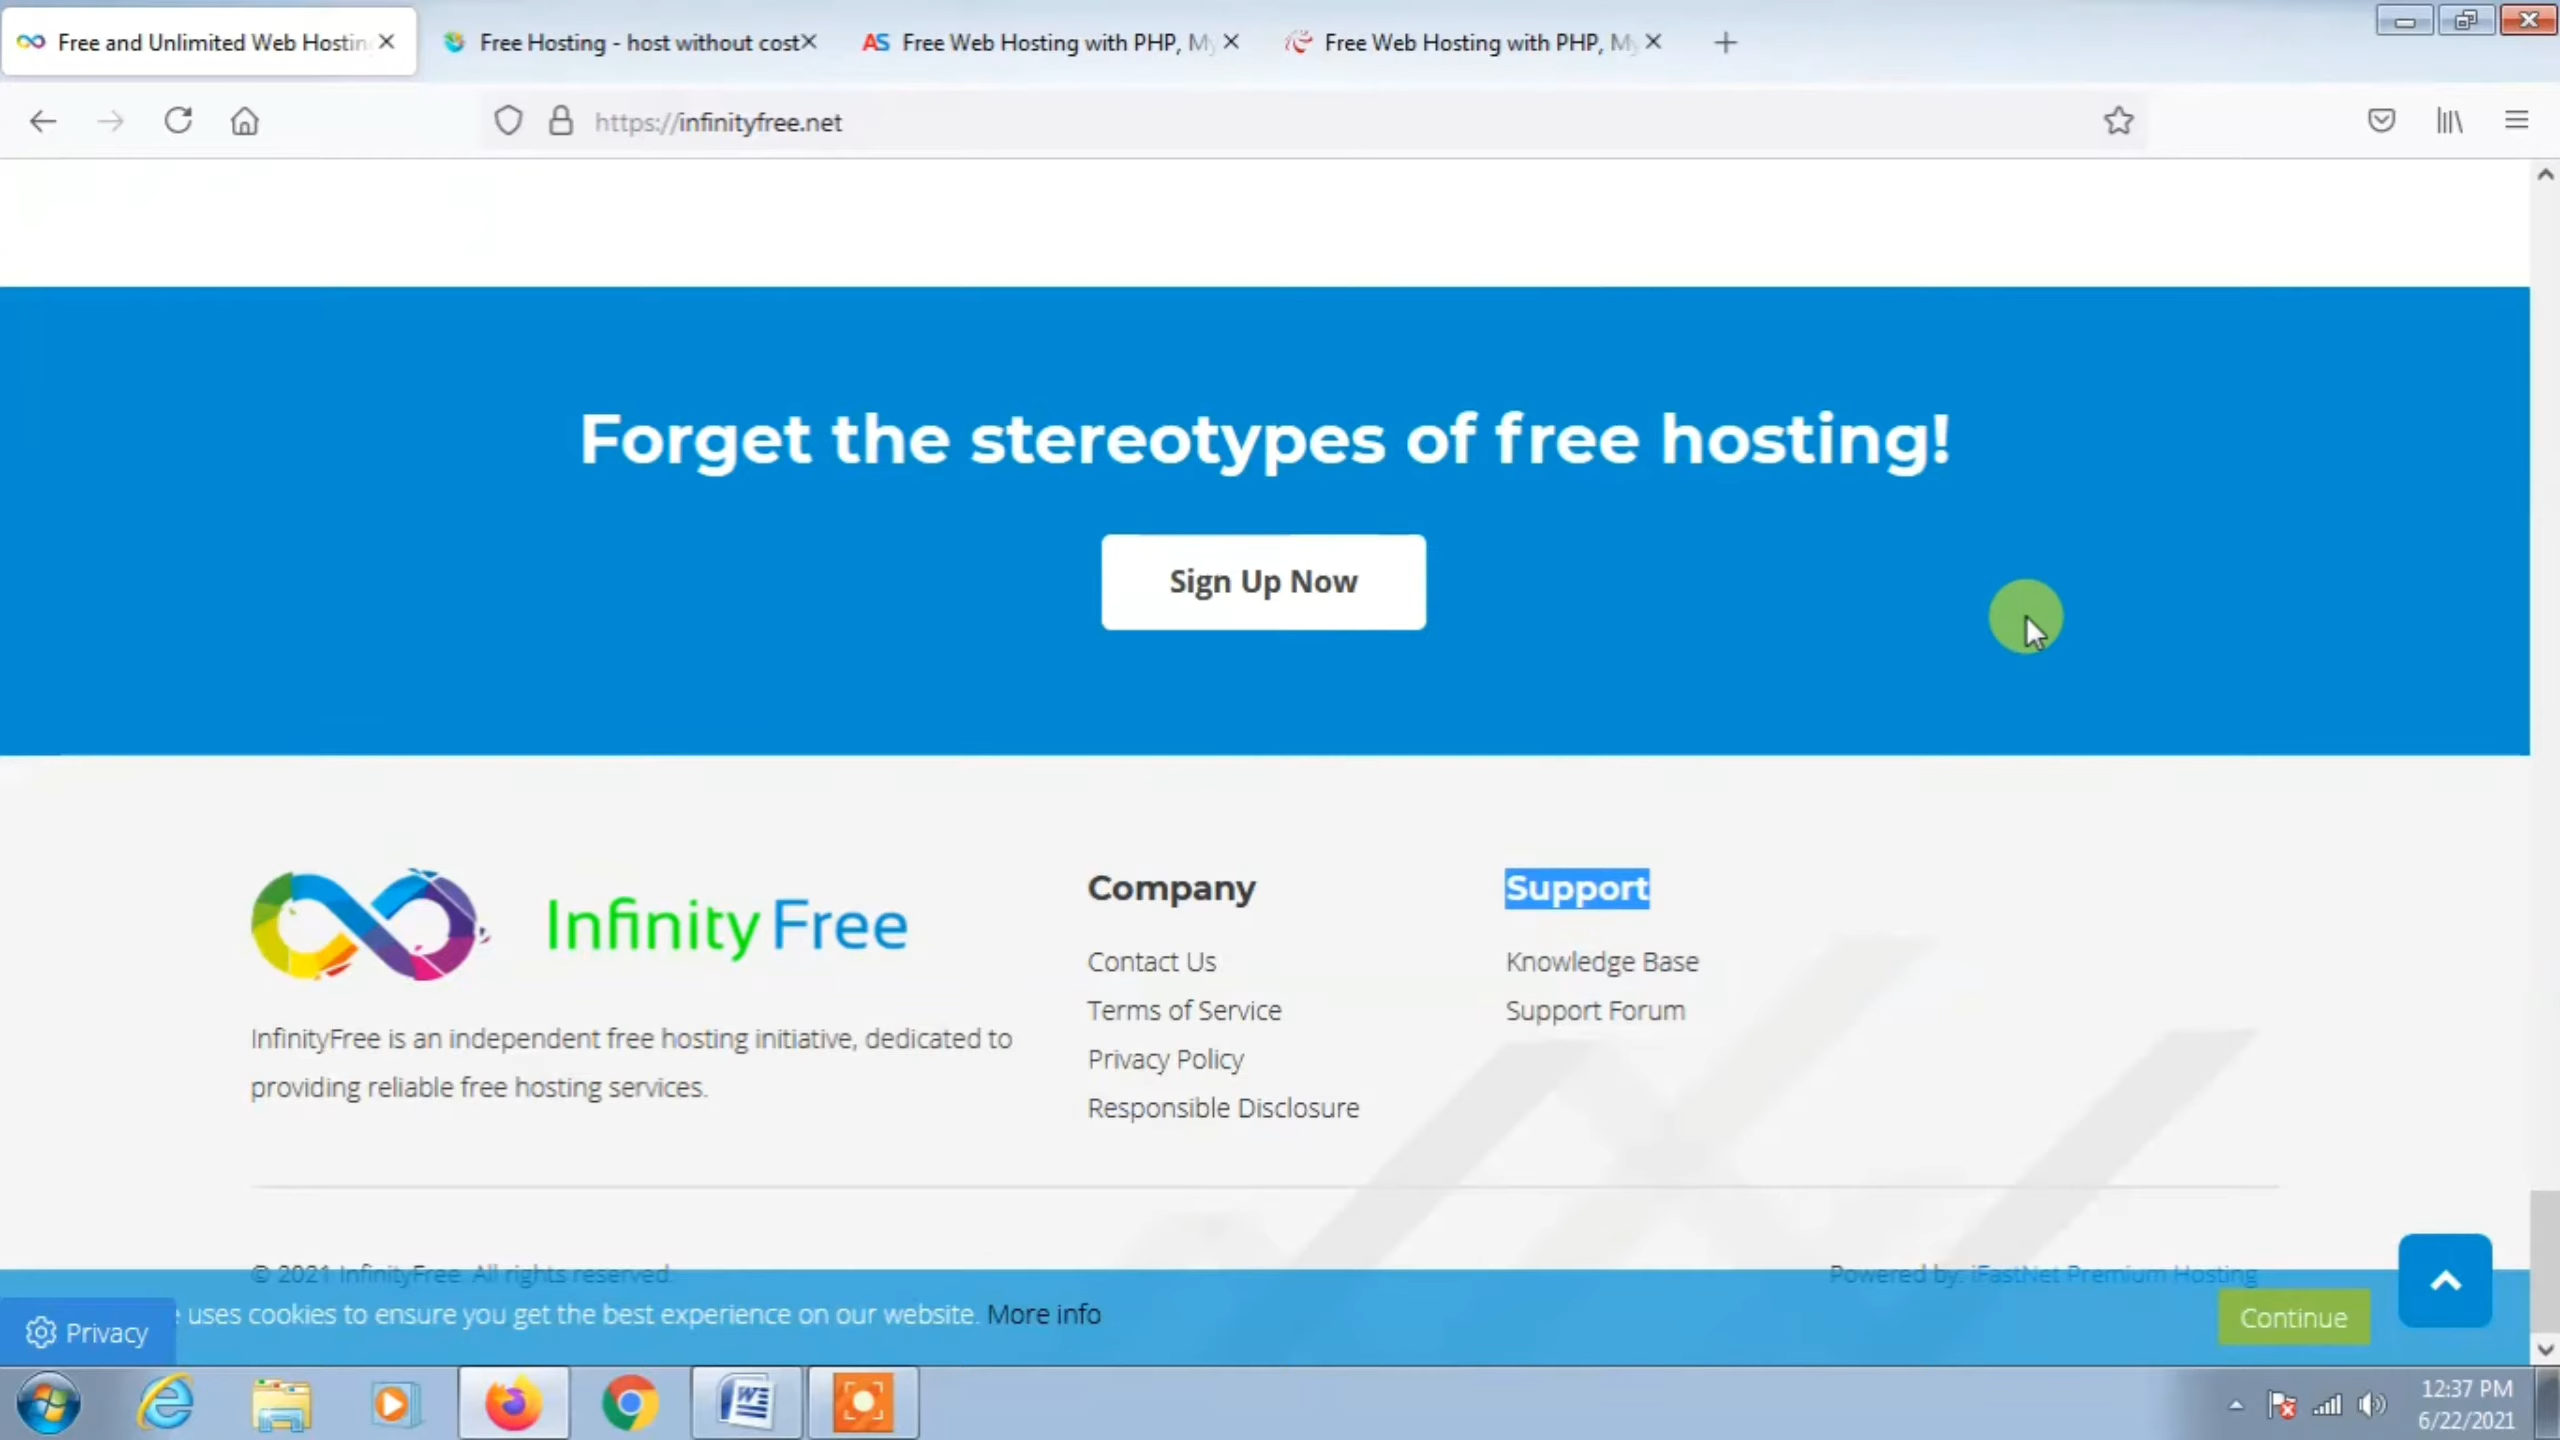 Free and Unlimited Web Hostin
Free Hosting - host without cost
AS Free Web Hosting with PHP, My
Free Web Hosting with PHP, My
https://infinityfree.net
Forget the stereotypes of free hosting!
Sign Up Now
Infinity Free
InfinityFree is an independent free hosting initiative, dedicated to
providing reliable free hosting services.
Company
Contact Us
Terms of Service
Privacy Policy
Responsible Disclosure
Support
Knowledge Base
Support Forum
© 2021 InfinityFree. All rights reserved.
Powered by: iFastNet Premium Hosting
uses cookies to ensure you get the best experience on our website. More info
Privacy
Continue
12:37 PM
6/22/2021